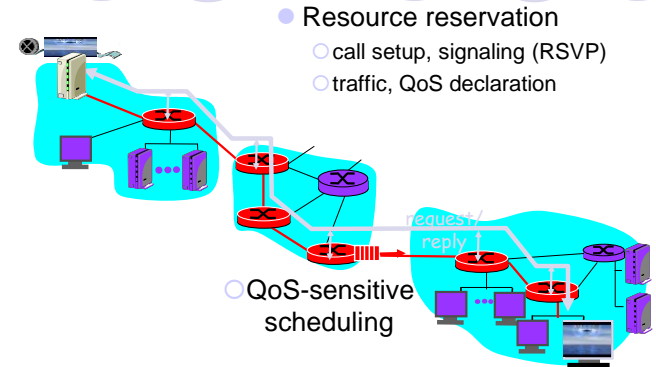 Resource reservation
call setup, signaling (RSVP)
traffic, QoS declaration
request/
reply
QoS-sensitive
scheduling